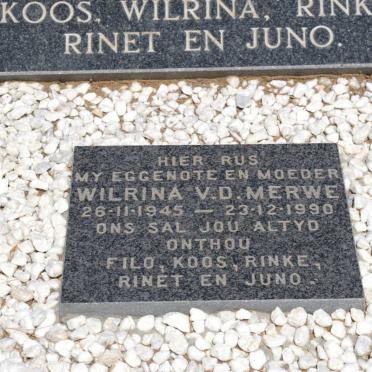 KOOS, WILRINA, RINK
RINET EN JUNO.
HIER RUS
MY EGGENOTE EN MOEDER
WILRINA V.D. MERWE
26-11-1945 — 23-12-1990
ONS SAL JOU ALTYD
ONTHOU
FILO, KOOS, RINKE,
RINET EN JUNO.